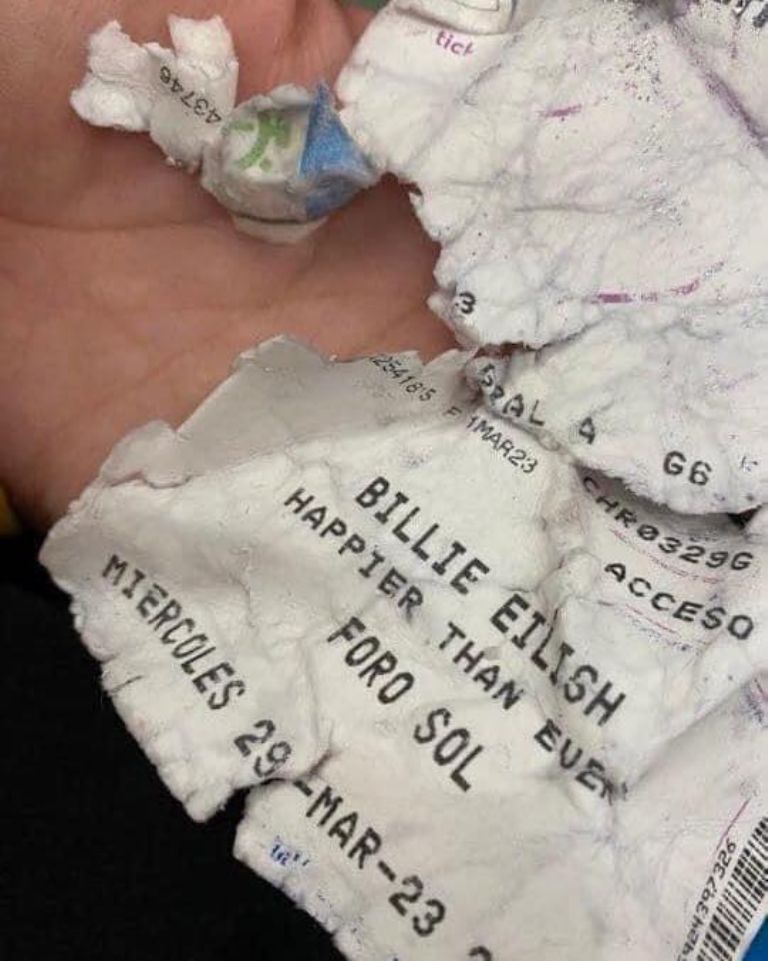 43746
tick
3
254185 F
1MAR23
GRAL A G6
CHR0329G
ACCESO
BILLIE EILISH
HAPPIER THAN EVER
FORO SOL
MIERCOLES 29-MAR-23